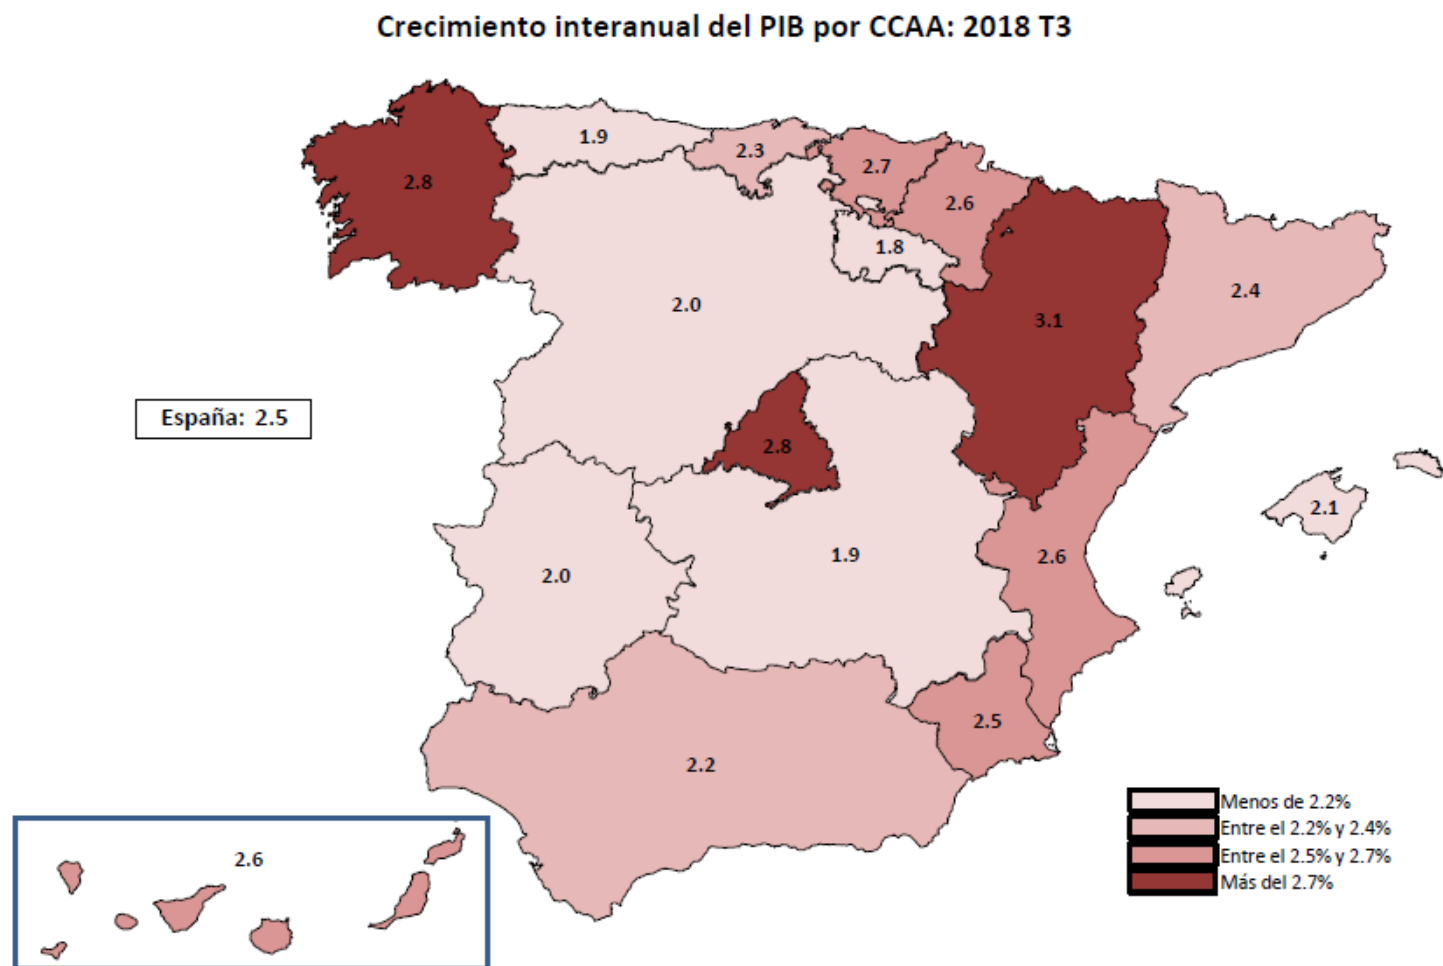 Crecimiento interanual del PIB por CCAA: 2018 T3
1.9
2.3
2.7
2.8
2.6
1.8
2.4
2.0
3.1
España: 2.5
2.8
2.1
1.9
2.6
2.0
2.5
2.2
Menos de 2.2%
Entre el 2.2% y 2.4%
Entre el 2.5% y 2.7%
Más del 2.7%
2.6